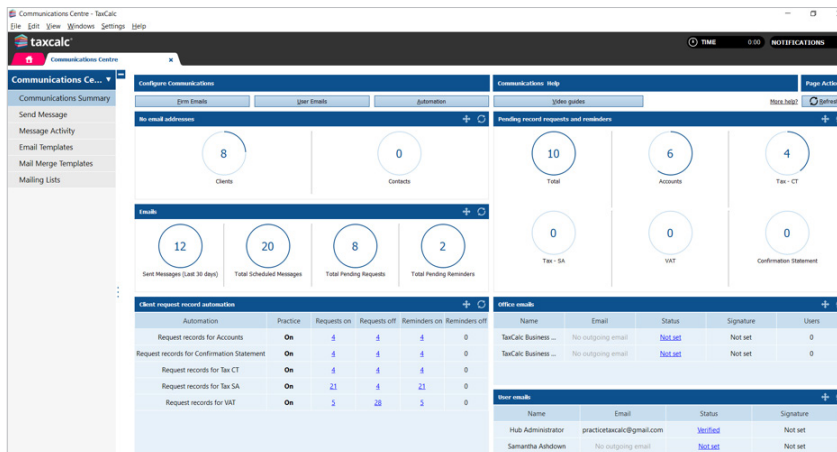 Communications Centre - TaxCalc
File Edit View Windows Settings Help
taxcalc
TIME 0:00 NOTIFICATIONS
Communications Centre x
Communications Ce... ▼
Communications Summary
Send Message
Message Activity
Email Templates
Mail Merge Templates
Mailing Lists
Configure Communications
Firm Emails User Emails Automation
No email addresses
8 0
Clients Contacts
Emails
12 20 8 2
Sent Messages (Last 30 days) Total Scheduled Messages Total Pending Requests Total Pending Reminders
Client request record automation
Automation Practice Requests on Requests off Reminders on Reminders off
Request records for Accounts On 4 4 4 0
Request records for Confirmation Statement On 4 4 4 0
Request records for Tax CT On 4 4 4 0
Request records for Tax SA On 21 4 21 0
Request records for VAT On 5 28 5 0
Communications Help
Video guides More help?
Page Actio
Refresh
Pending record requests and reminders
10 6 4
Total Accounts Tax - CT
0 0 0
Tax - SA VAT Confirmation Statement
Office emails
Name Email Status Signature Users
TaxCalc Business ... No outgoing email Not set Not set 0
TaxCalc Business ... No outgoing email Not set Not set 0
User emails
Name Email Status Signature
Hub Administrator practicetaxcalc@gmail.com Verified Not set
Samantha Ashdown No outgoing email Not set Not set